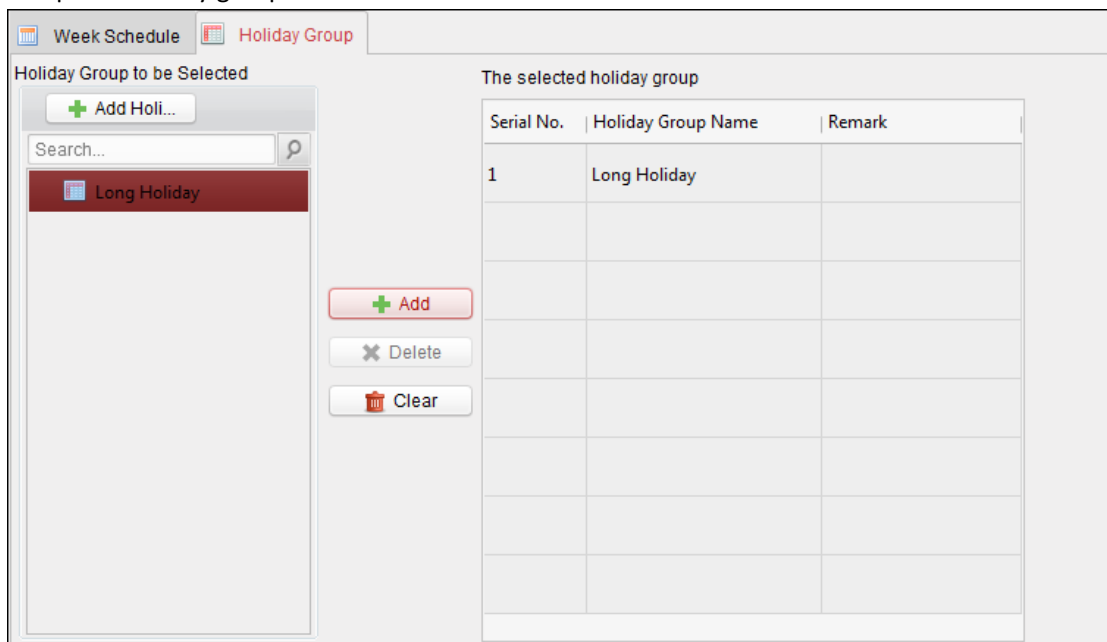 Week Schedule
Holiday Group
Holiday Group to be Selected
Add Holi...
Search...
Long Holiday
Add
Delete
Clear
The selected holiday group
Serial No. Holiday Group Name Remark
1 Long Holiday